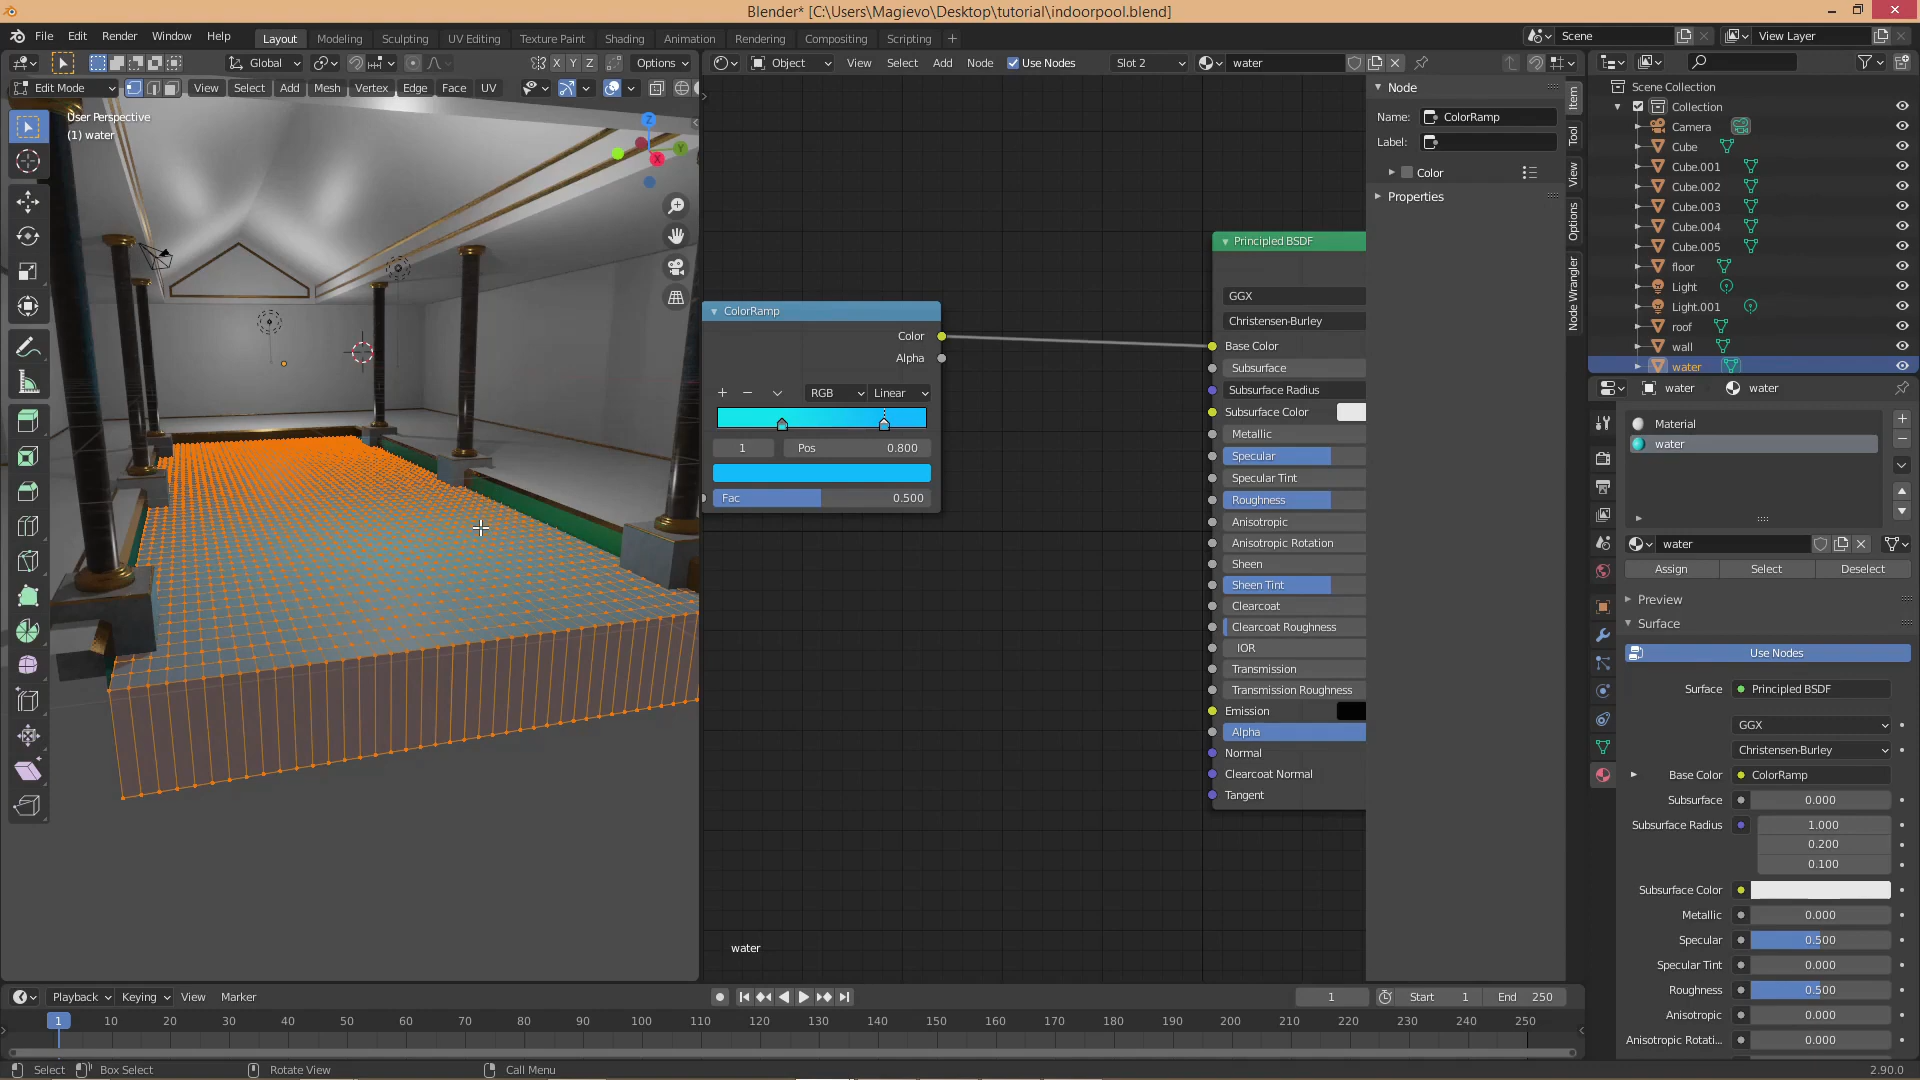 Blender* [C:\Users\Magievo\Desktop\tutorial\indoorpool.blend]
File Edit Render Window Help Layout Modeling Sculpting UV Editing Texture Paint Shading Animation Rendering Compositing Scripting Scene View Layer
Global Options Object View Select Add Node Use Nodes Slot 2 water
Edit Mode View Select Add Mesh Vertex Edge Face UV
User Perspective
(1) water
X Y Z
Z
Y
X
ColorRamp
Color
Alpha
RGB Linear
1 Pos 0.800
Fac 0.500
Principled BSDF
GGX
Christensen-Burley
Base Color
Subsurface
Subsurface Radius
Subsurface Color
Metallic
Specular
Specular Tint
Roughness
Anisotropic
Anisotropic Rotation
Sheen
Sheen Tint
Clearcoat
Clearcoat Roughness
IOR
Transmission
Transmission Roughness
Emission
Alpha
Normal
Clearcoat Normal
Tangent
water
Node
Name: ColorRamp
Label:
Color
Properties
Item
Tool
View
Options
Node Wrangler
Scene Collection
Collection
Camera
Cube
Cube.001
Cube.002
Cube.003
Cube.004
Cube.005
floor
Light
Light.001
roof
wall
water
water water
Material
water
water
Assign Select Deselect
Preview
Surface
Use Nodes
Surface Principled BSDF
GGX
Christensen-Burley
Base Color ColorRamp
Subsurface 0.000
Subsurface Radius 1.000
0.200
0.100
Subsurface Color
Metallic 0.000
Specular 0.500
Specular Tint 0.000
Roughness 0.500
Anisotropic 0.000
Anisotropic Rotati... 0.000
Playback Keying View Marker 1 Start 1 End 250
1 10 20 30 40 50 60 70 80 90 100 110 120 130 140 150 160 170 180 190 200 210 220 230 240 250
Select Box Select Rotate View Call Menu 2.90.0